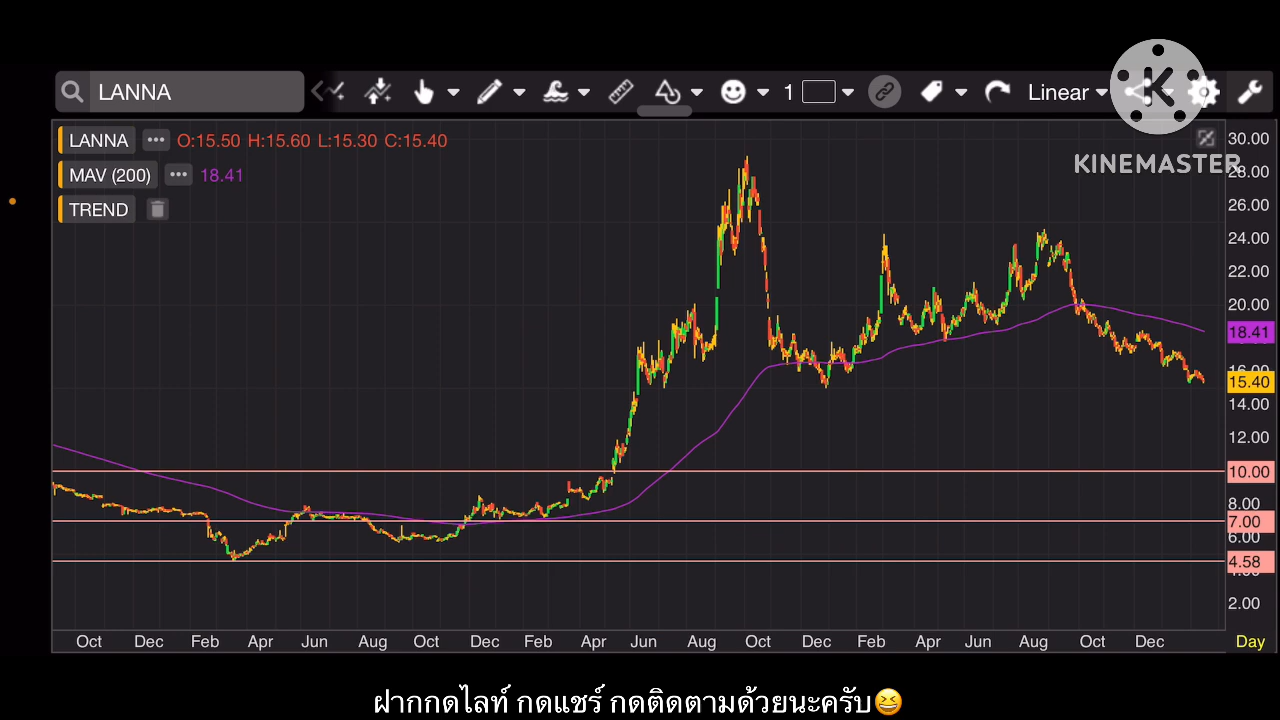 LANNA 1 Linear
LANNA ••• O:15.50 H:15.60 L:15.30 C:15.40
MAV (200) ••• 18.41
TREND
KINEMASTER
30.00
28.00
26.00
24.00
22.00
20.00
18.41
16.00
15.40
14.00
12.00
10.00
8.00
7.00
6.00
4.58
2.00
Oct Dec Feb Apr Jun Aug Oct Dec Feb Apr Jun Aug Oct Dec Feb Apr Jun Aug Oct Dec Day
ฝากกดไลท์ กดแชร์ กดติดตามด้วยนะครับ😆